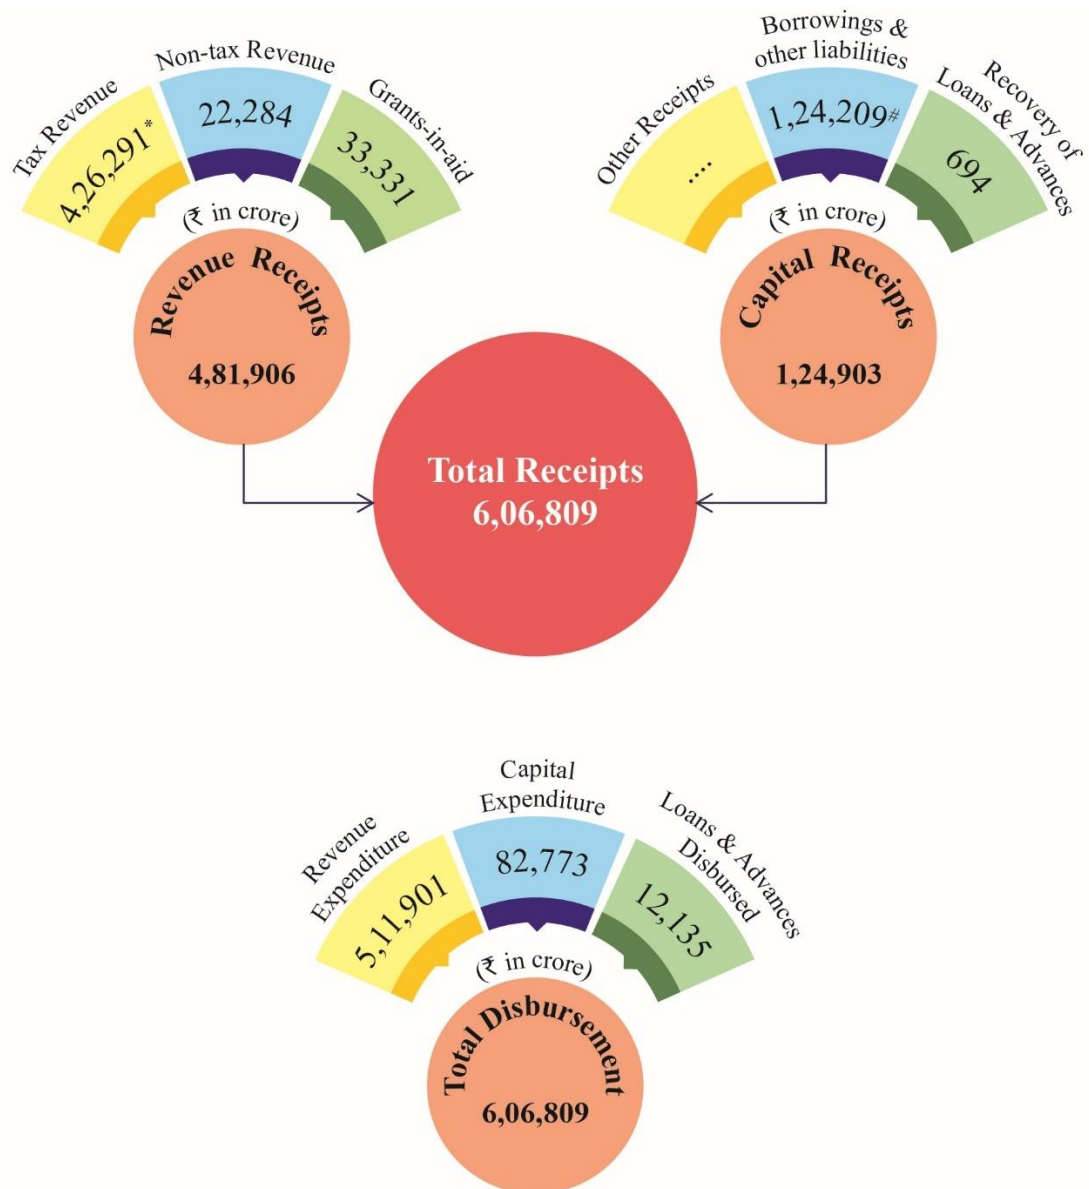 Tax Revenue
4,26,291*
Non-tax Revenue
22,284
Grants-in-aid
33,331
(₹ in crore)
Revenue Receipts
4,81,906
Other Receipts
....
Borrowings &
other liabilities
1,24,209#
Recovery of
Loans & Advances
694
(₹ in crore)
Capital Receipts
1,24,903
Total Receipts
6,06,809
Revenue
Expenditure
5,11,901
Capital
Expenditure
82,773
Loans & Advances
Disbursed
12,135
(₹ in crore)
Total Disbursement
6,06,809